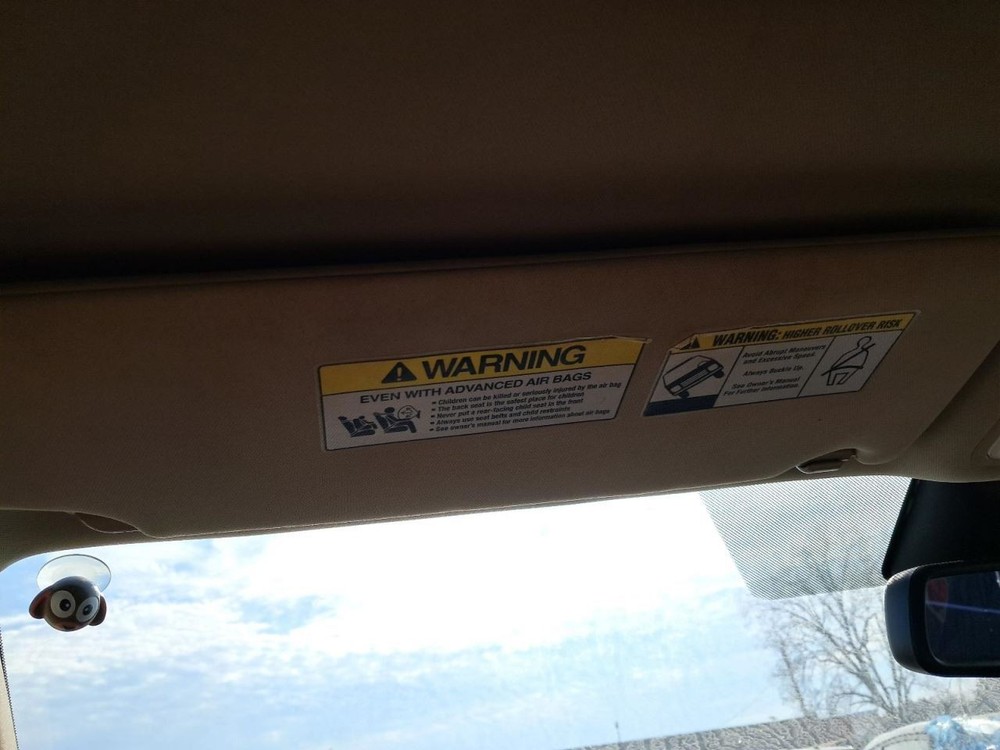 WARNING
EVEN WITH ADVANCED AIR BAGS
• Children can be killed or seriously injured by the air bag
• The back seat is the safest place for children
• Never put a rear-facing child seat in the front
• Always use seat belts and child restraints
• See owner's manual for more information about air bags
WARNING: HIGHER ROLLOVER RISK
Avoid Abrupt Maneuvers
and Excessive Speed.
Always Buckle Up.
See Owner's Manual
For Further Information.